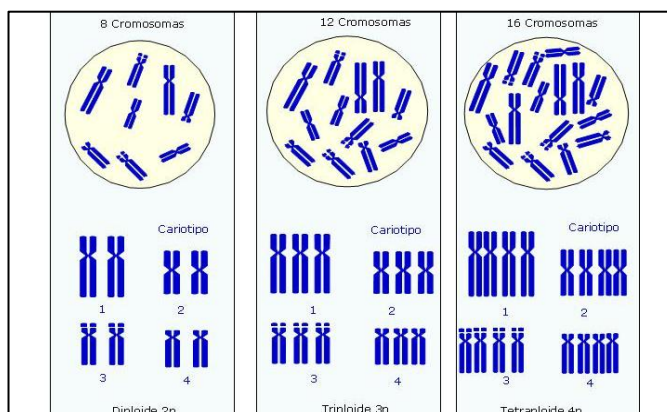 8 Cromosomas
Cariotipo
1
2
3
4
Diploide 2n
12 Cromosomas
Cariotipo
1
2
3
4
Triploide 3n
16 Cromosomas
Cariotipo
1
2
3
4
Tetraploide 4n